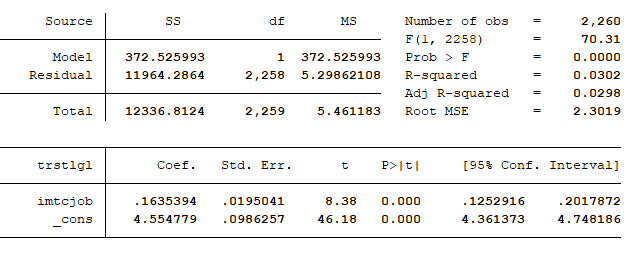 Source SS df MS Number of obs = 2,260
F(1, 2258) = 70.31
Model 372.525993 1 372.525993 Prob > F = 0.0000
Residual 11964.2864 2,258 5.29862108 R-squared = 0.0302
Adj R-squared = 0.0298
Total 12336.8124 2,259 5.461183 Root MSE = 2.3019
trstlgl Coef. Std. Err. t P>|t| [95% Conf. Interval]
imtcjob .1635394 .0195041 8.38 0.000 .1252916 .2017872
_cons 4.554779 .0986257 46.18 0.000 4.361373 4.748186